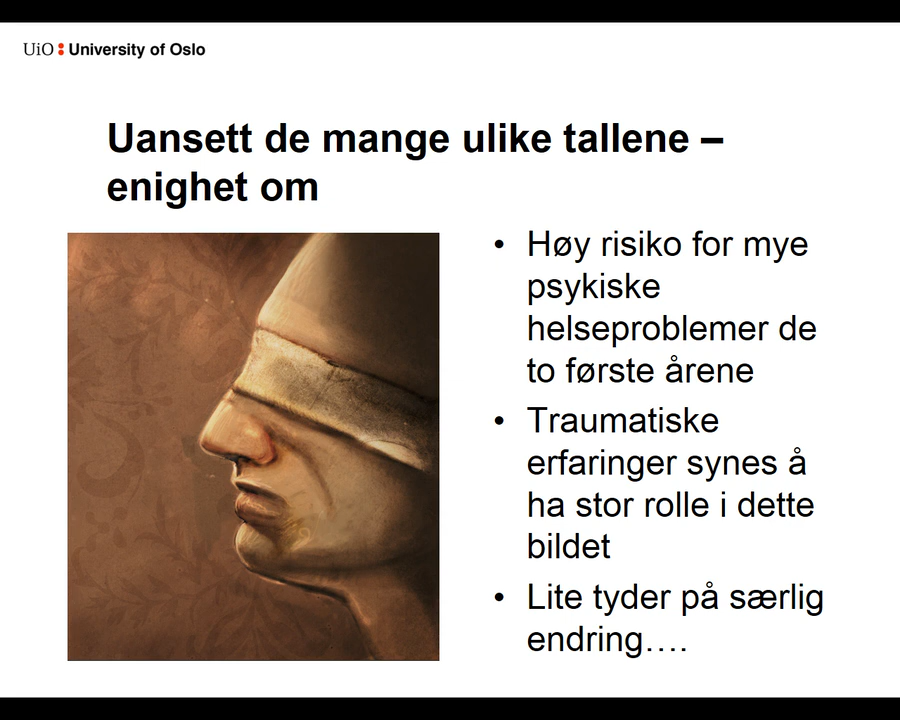 UiO : University of Oslo
Uansett de mange ulike tallene –
enighet om
• Høy risiko for mye
psykiske
helseproblemer de
to første årene
• Traumatiske
erfaringer synes å
ha stor rolle i dette
bildet
• Lite tyder på særlig
endring….